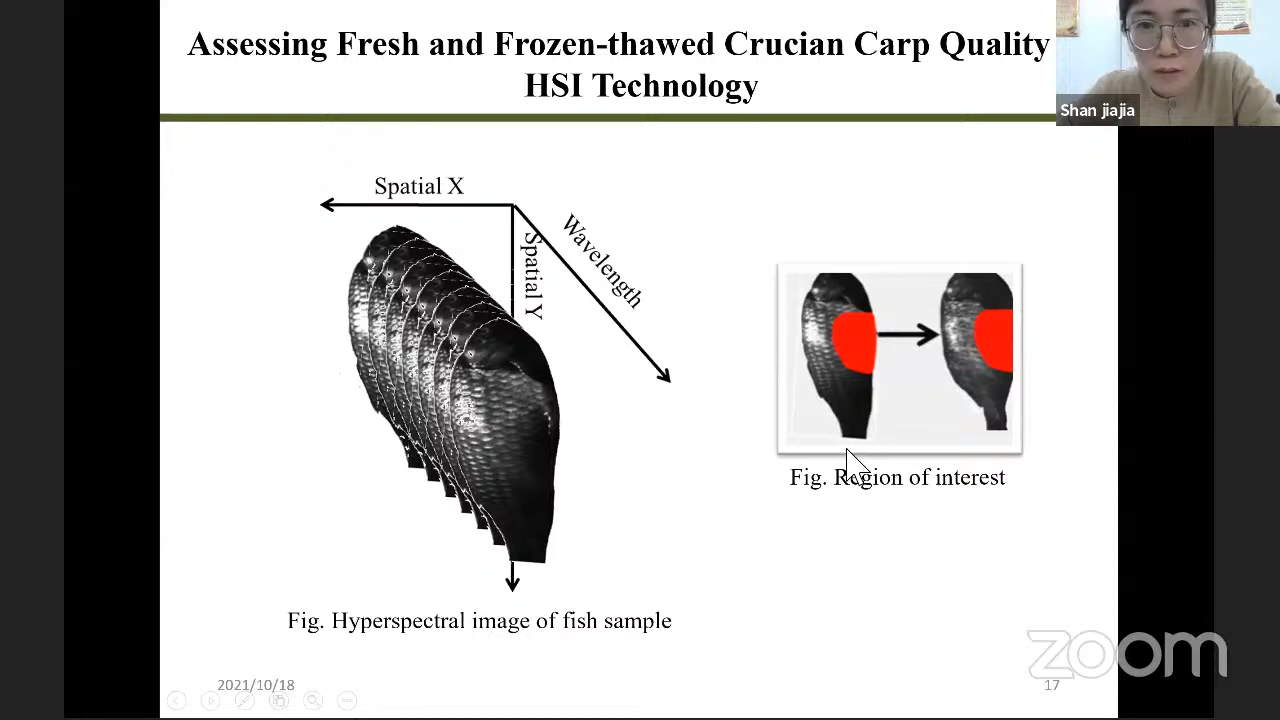 Assessing Fresh and Frozen-thawed Crucian Carp Quality
HSI Technology
Shan jiajia
Spatial X
Spatial Y
Wavelength
Fig. Region of interest
Fig. Hyperspectral image of fish sample
zoom
2021/10/18
17